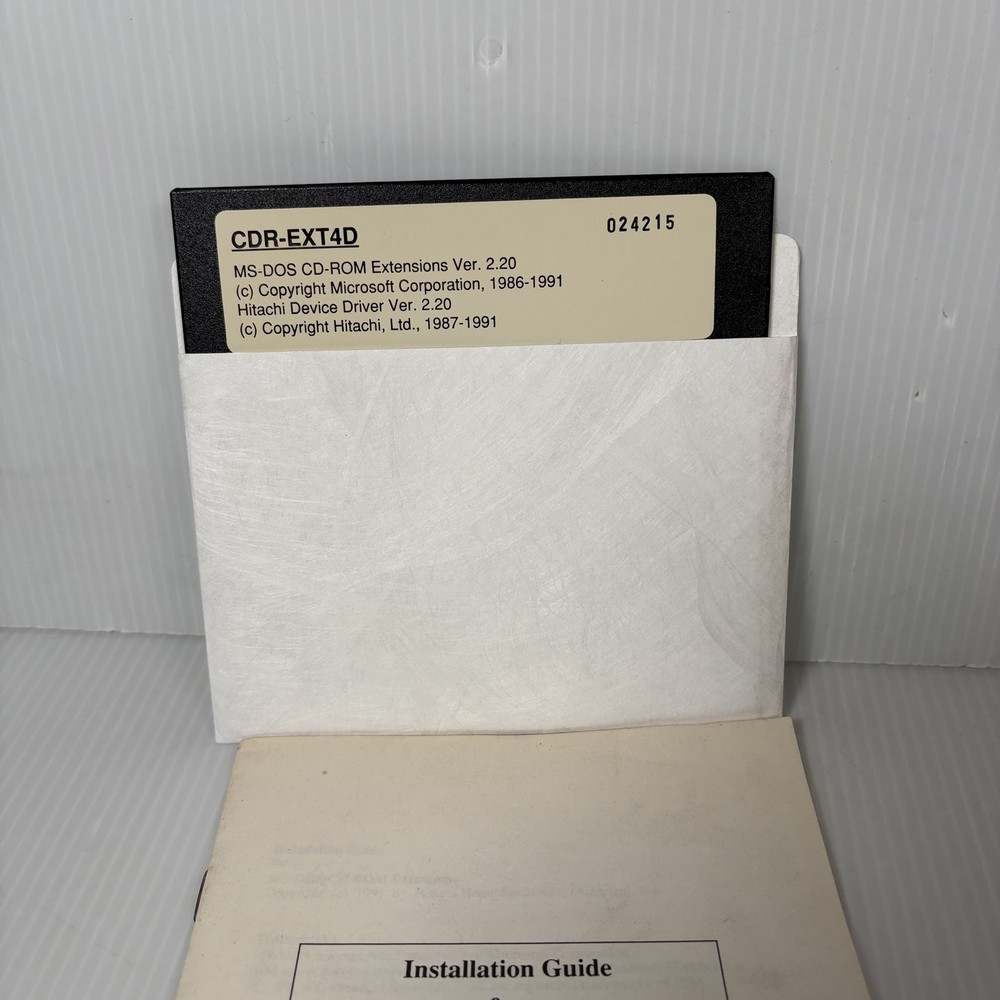 CDR-EXT4D
024215
MS-DOS CD-ROM Extensions Ver. 2.20
(c) Copyright Microsoft Corporation, 1986-1991
Hitachi Device Driver Ver. 2.20
(c) Copyright Hitachi, Ltd., 1987-1991
Installation Guide